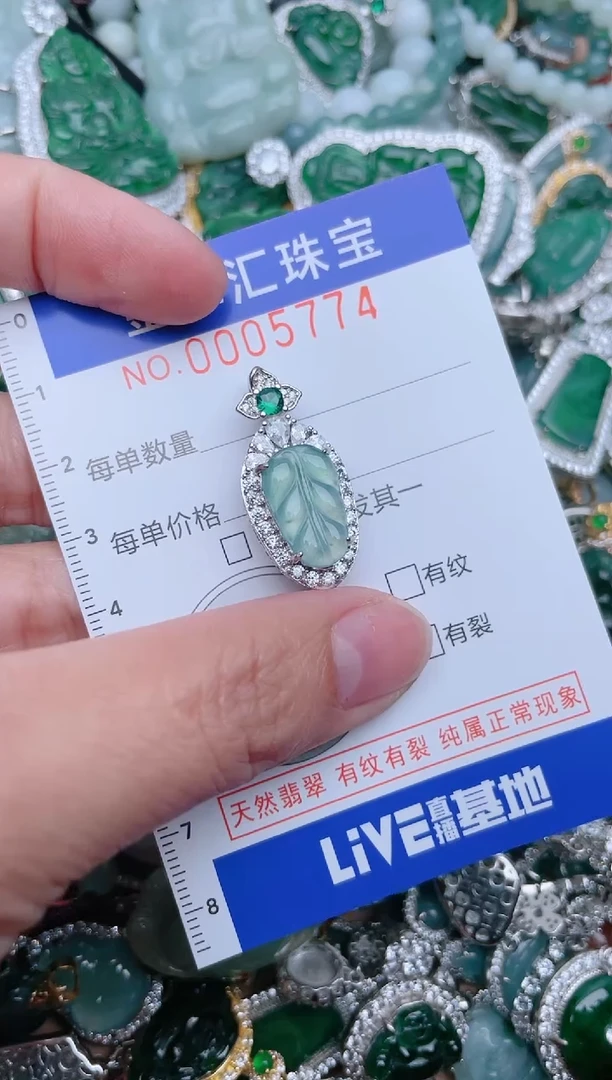 汇珠宝
NO.0005774
0
1
每单数量
2
每单价格 发其一
3
有纹
4
有裂
天然翡翠 有纹有裂 纯属正常现象
7
LiVE直播基地
8